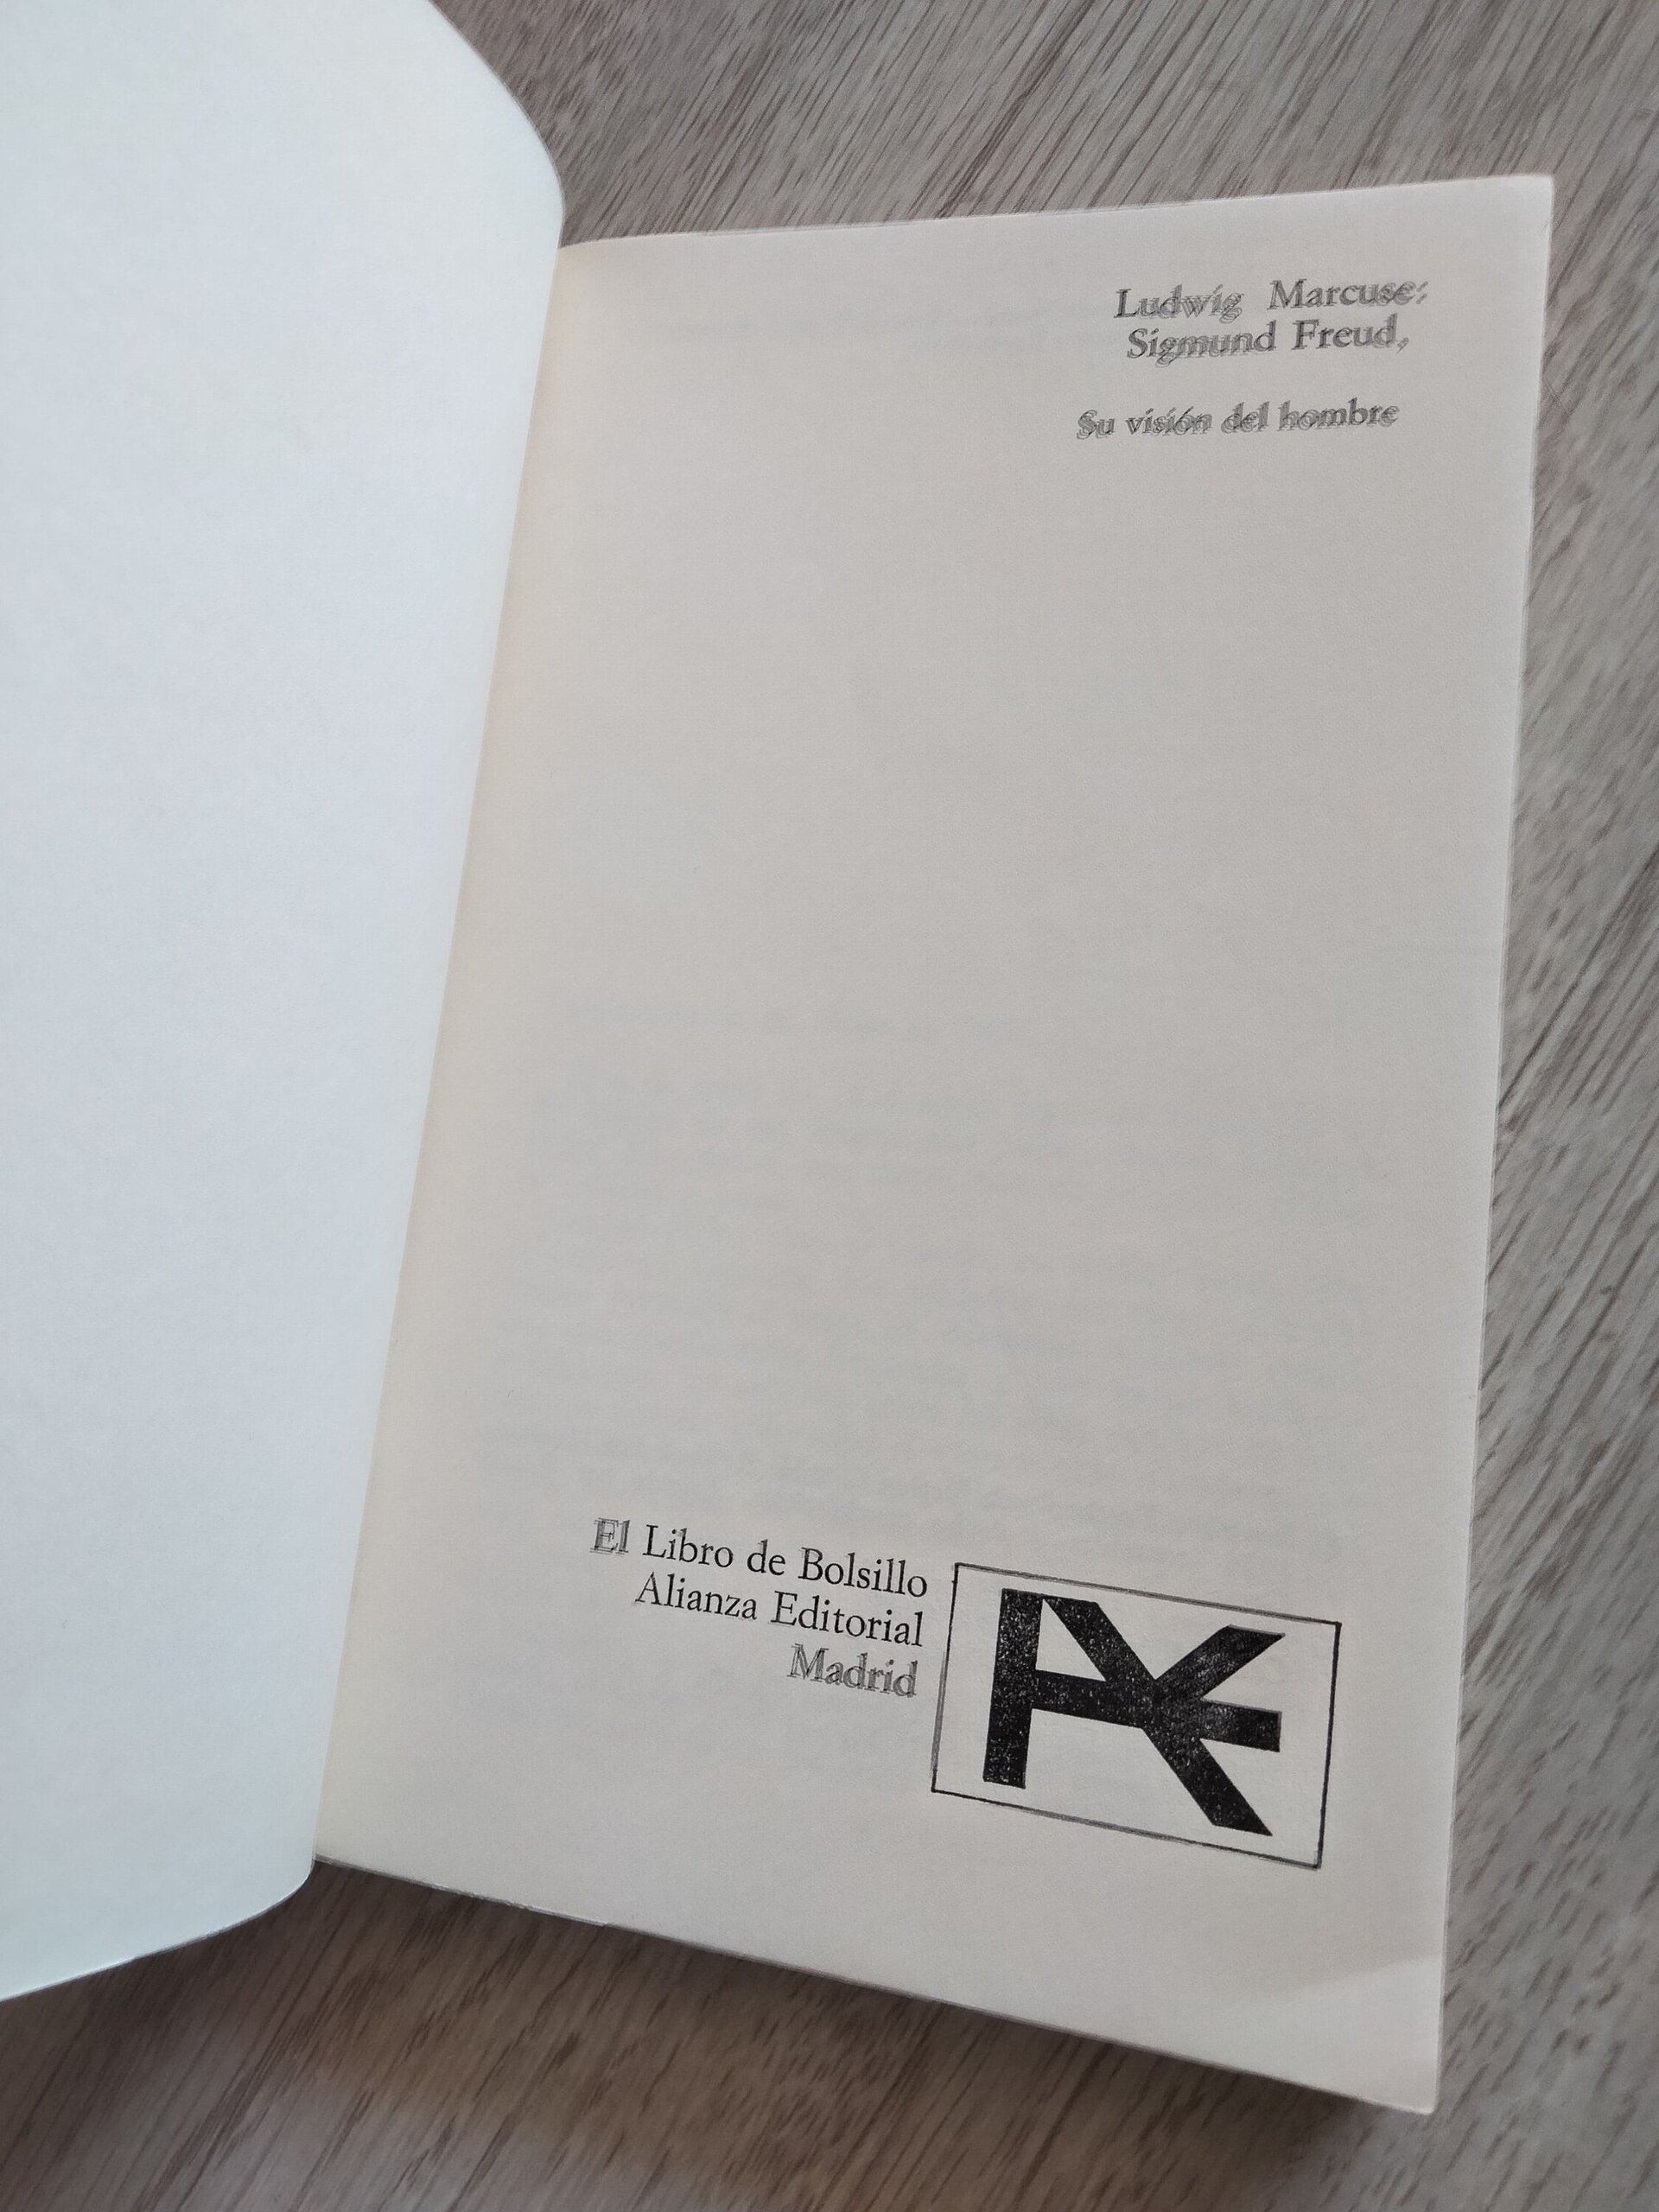 Ludwig Marcuse:
Sigmund Freud,
Su visión del hombre
El Libro de Bolsillo
Alianza Editorial
Madrid